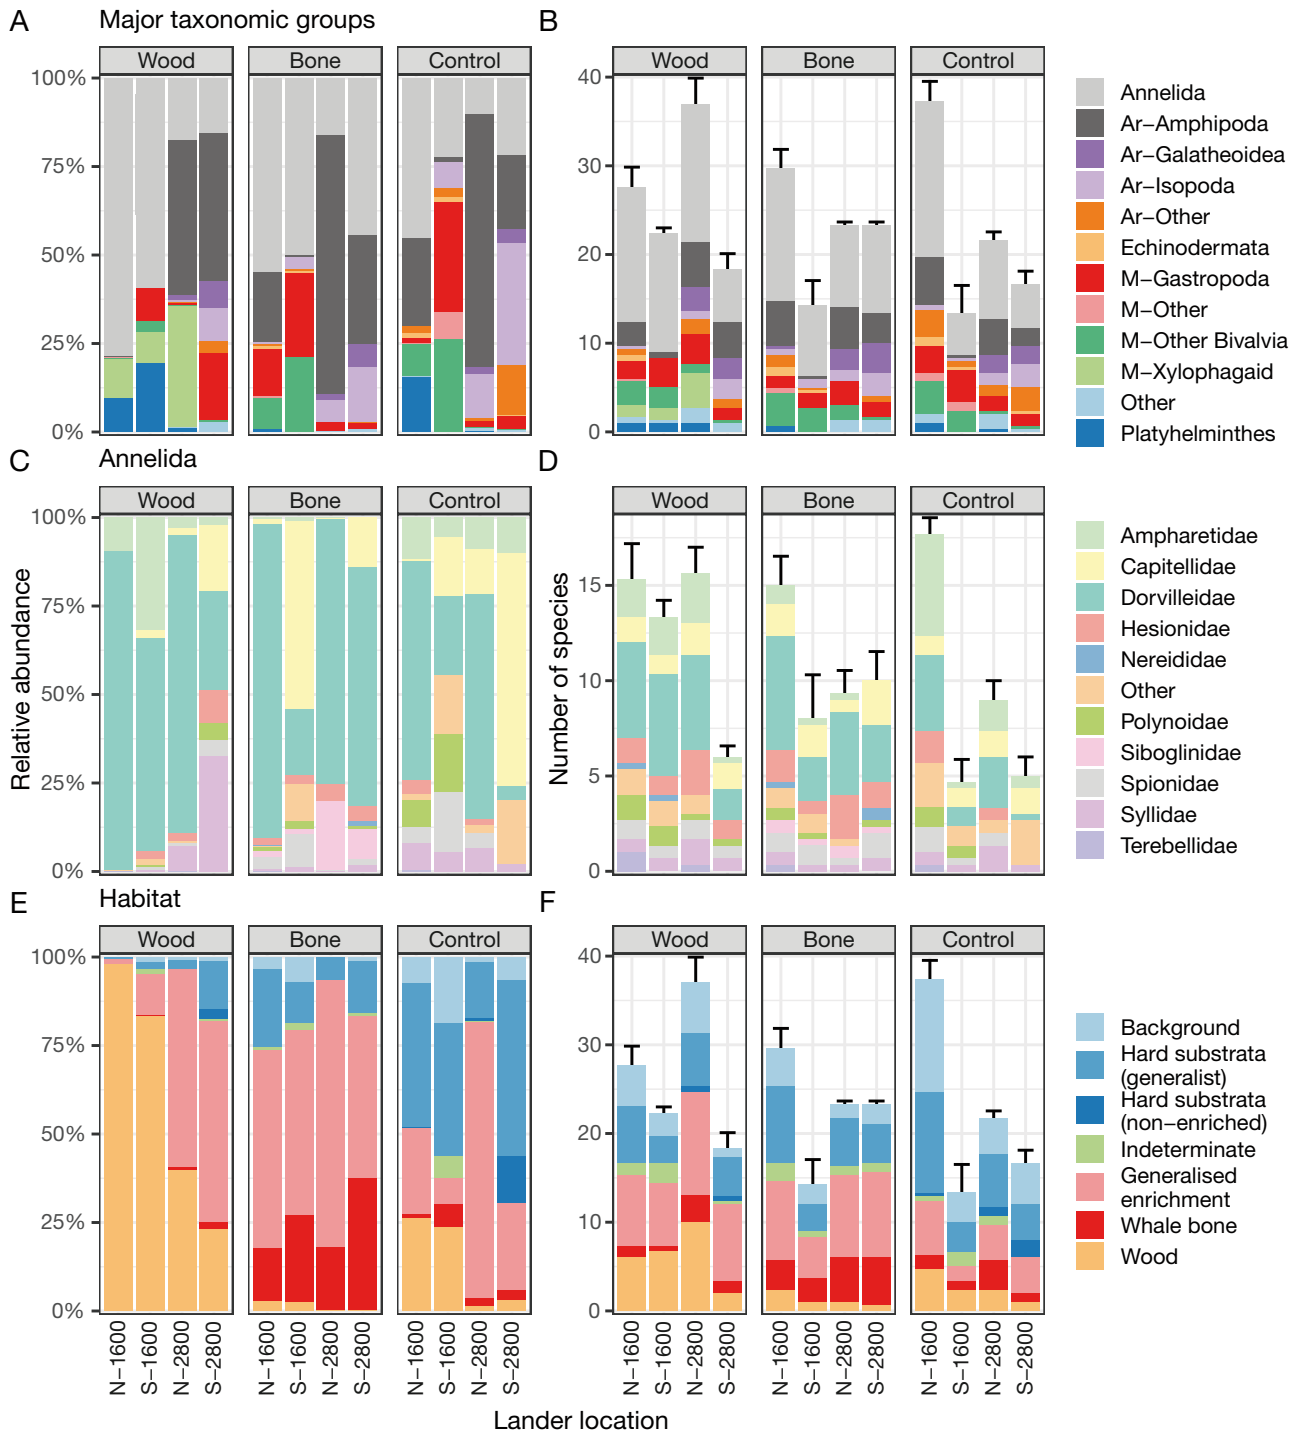 A
Major taxonomic groups
B
Wood
Bone
Control
Wood
Bone
Control
100%
75%
50%
25%
0%
40
30
20
10
0
Annelida
Ar−Amphipoda
Ar−Galatheoidea
Ar−Isopoda
Ar−Other
Echinodermata
M−Gastropoda
M−Other
M−Other Bivalvia
M−Xylophagaid
Other
Platyhelminthes
C
Annelida
D
Wood
Bone
Control
Wood
Bone
Control
Relative abundance
100%
75%
50%
25%
0%
Number of species
15
10
5
0
Ampharetidae
Capitellidae
Dorvilleidae
Hesionidae
Nereididae
Other
Polynoidae
Siboglinidae
Spionidae
Syllidae
Terebellidae
E
Habitat
F
Wood
Bone
Control
Wood
Bone
Control
100%
75%
50%
25%
0%
40
30
20
10
0
Background
Hard substrata
(generalist)
Hard substrata
(non−enriched)
Indeterminate
Generalised
enrichment
Whale bone
Wood
N−1600
S−1600
N−2800
S−2800
N−1600
S−1600
N−2800
S−2800
N−1600
S−1600
N−2800
S−2800
N−1600
S−1600
N−2800
S−2800
N−1600
S−1600
N−2800
S−2800
N−1600
S−1600
N−2800
S−2800
Lander location